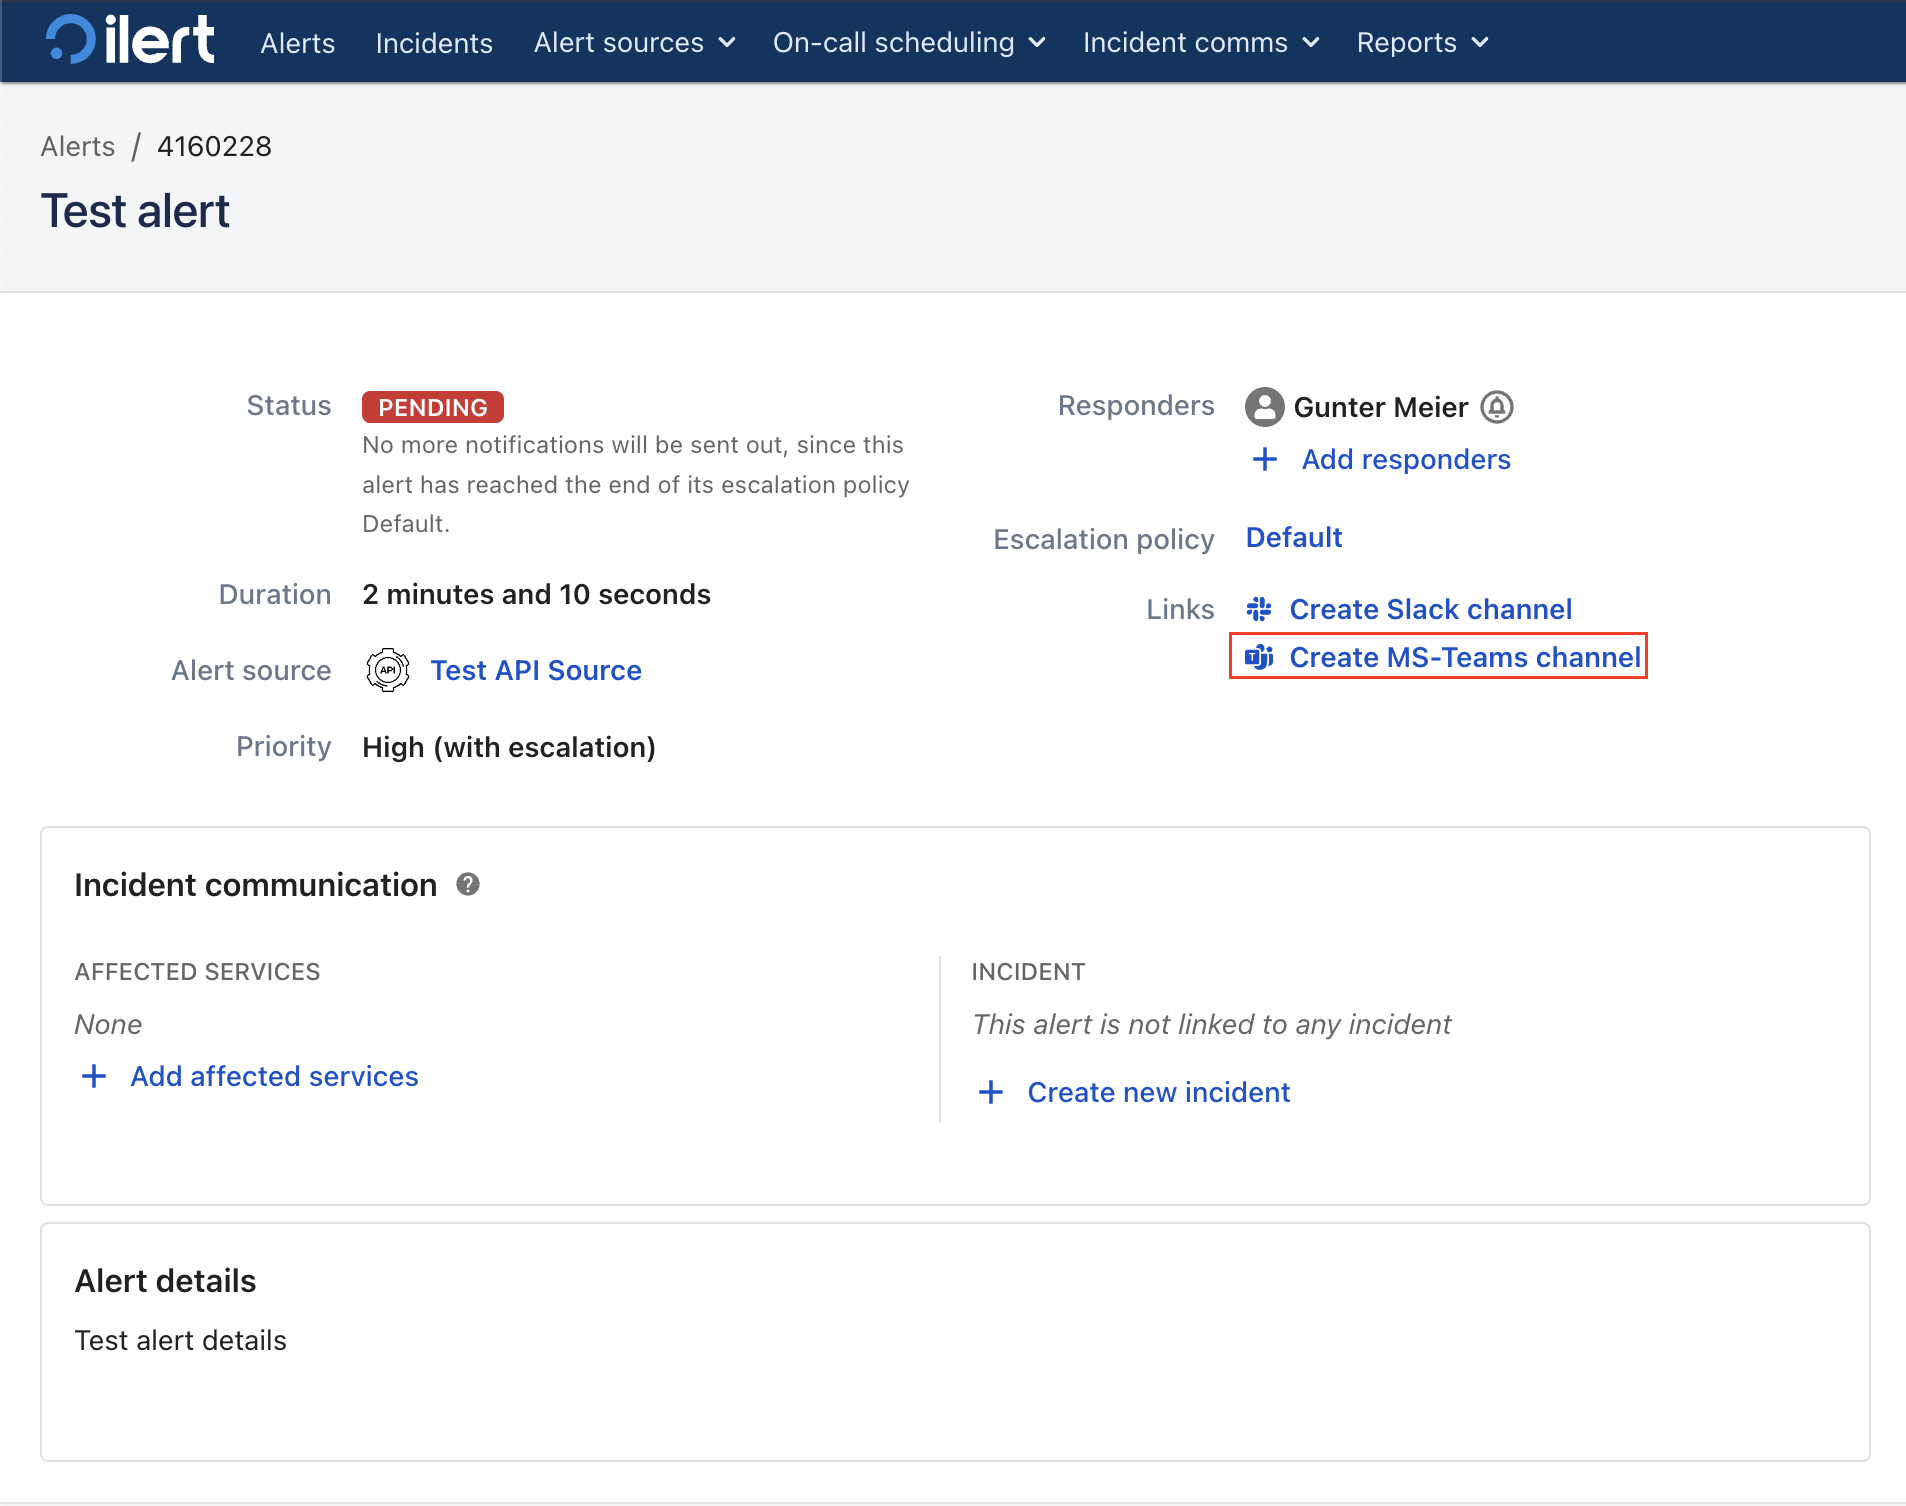 ilert Alerts Incidents Alert sources On-call scheduling Incident comms Reports
Alerts / 4160228
Test alert
Status PENDING
No more notifications will be sent out, since this
alert has reached the end of its escalation policy
Default.
Duration 2 minutes and 10 seconds
Alert source API Test API Source
Priority High (with escalation)
Responders Gunter Meier
+ Add responders
Escalation policy Default
Links Create Slack channel
Create MS-Teams channel
Incident communication ?
AFFECTED SERVICES
None
+ Add affected services
INCIDENT
This alert is not linked to any incident
+ Create new incident
Alert details
Test alert details